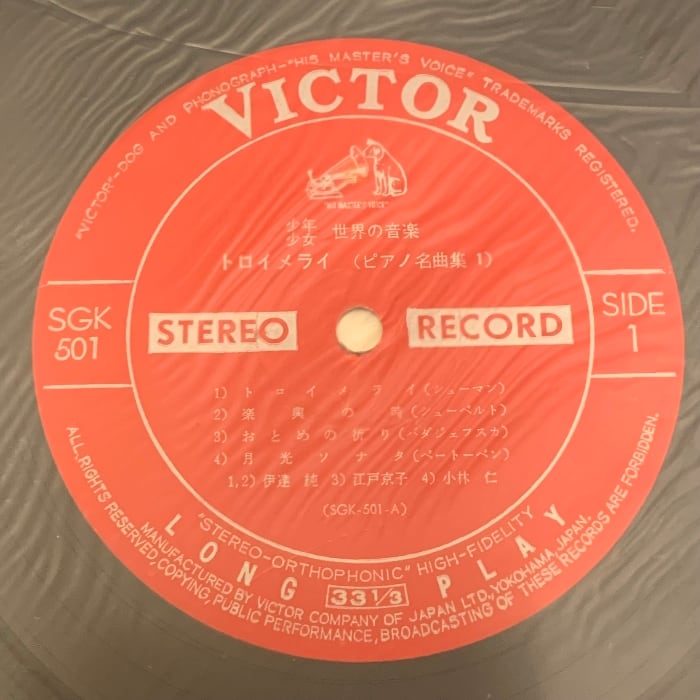 "VICTOR"-DOG AND PHONOGRAPH-"HIS MASTER'S VOICE" TRADEMARKS REGISTERED.
VICTOR
"HIS MASTER'S VOICE"
少年少女 世界の音楽
トロイメライ (ピアノ名曲集 1)
SGK 501
STEREO RECORD
SIDE 1
1) トロイメライ(シューマン)
2) 楽興の時(シューベルト)
3) おとめの祈り(バダジェフスカ)
4) 月光ソナタ(ベートーベン)
1,2) 伊達 純 3) 江戸京子 4) 小林 仁
(SGK-501-A)
"STEREO-ORTHOPHONIC" HIGH-FIDELITY
LONG 33 1/3 PLAY
MANUFACTURED BY VICTOR COMPANY OF JAPAN LTD., YOKOHAMA, JAPAN.
ALL RIGHTS RESERVED, COPYING, PUBLIC PERFORMANCE, BROADCASTING OF THESE RECORDS ARE FORBIDDEN.